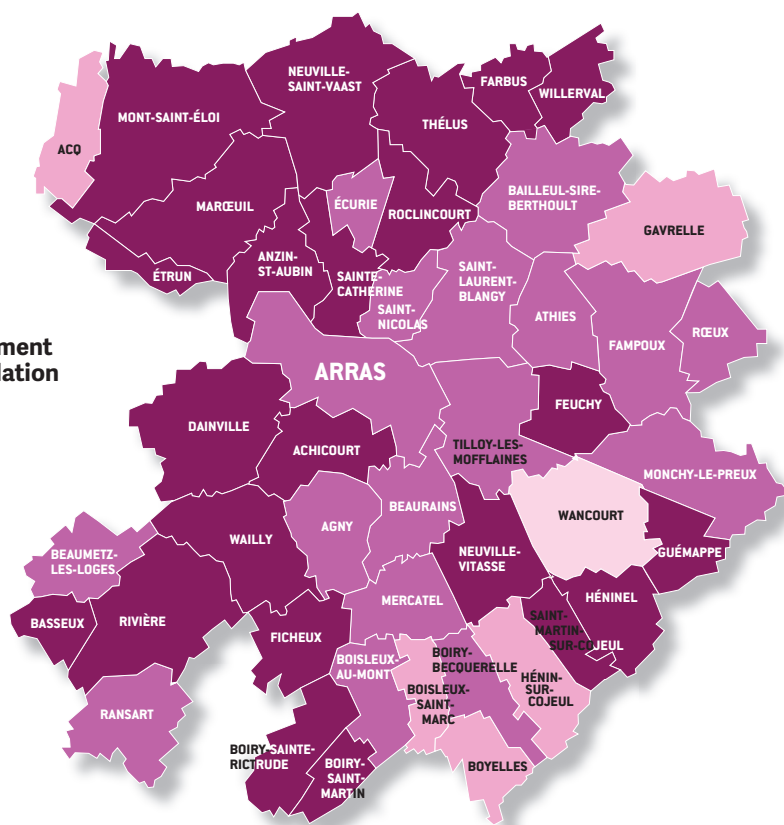 NEUVILLE-
SAINT-VAAST
FARBUS
WILLERVAL
MONT-SAINT-ÉLOI
THÉLUS
ACQ
BAILLEUL-SIRE-
BERTHOULT
MARŒUIL
ÉCURIE
ROCLINCOURT
GAVRELLE
ANZIN-
ST-AUBIN
ÉTRUN
SAINTE-
CATHERINE
SAINT-
LAURENT-
BLANGY
SAINT-
NICOLAS
ATHIES
FAMPOUX
RŒUX
ment
lation
ARRAS
FEUCHY
DAINVILLE
ACHICOURT
TILLOY-LES-
MOFFLAINES
MONCHY-LE-PREUX
BEAURAINS
WANCOURT
AGNY
WAILLY
NEUVILLE-
VITASSE
GUÉMAPPE
BEAUMETZ-
LES-LOGES
MERCATEL
HÉNINEL
BASSEUX
RIVIÈRE
FICHEUX
SAINT-
MARTIN-
SUR-COJEUL
BOISLEUX-
AU-MONT
BOIRY-
BECQUERELLE
HÉNIN-
SUR-
COJEUL
BOISLEUX-
SAINT-
MARC
RANSART
BOIRY-SAINTE-
RICTRUDE
BOIRY-
SAINT-
MARTIN
BOYELLES